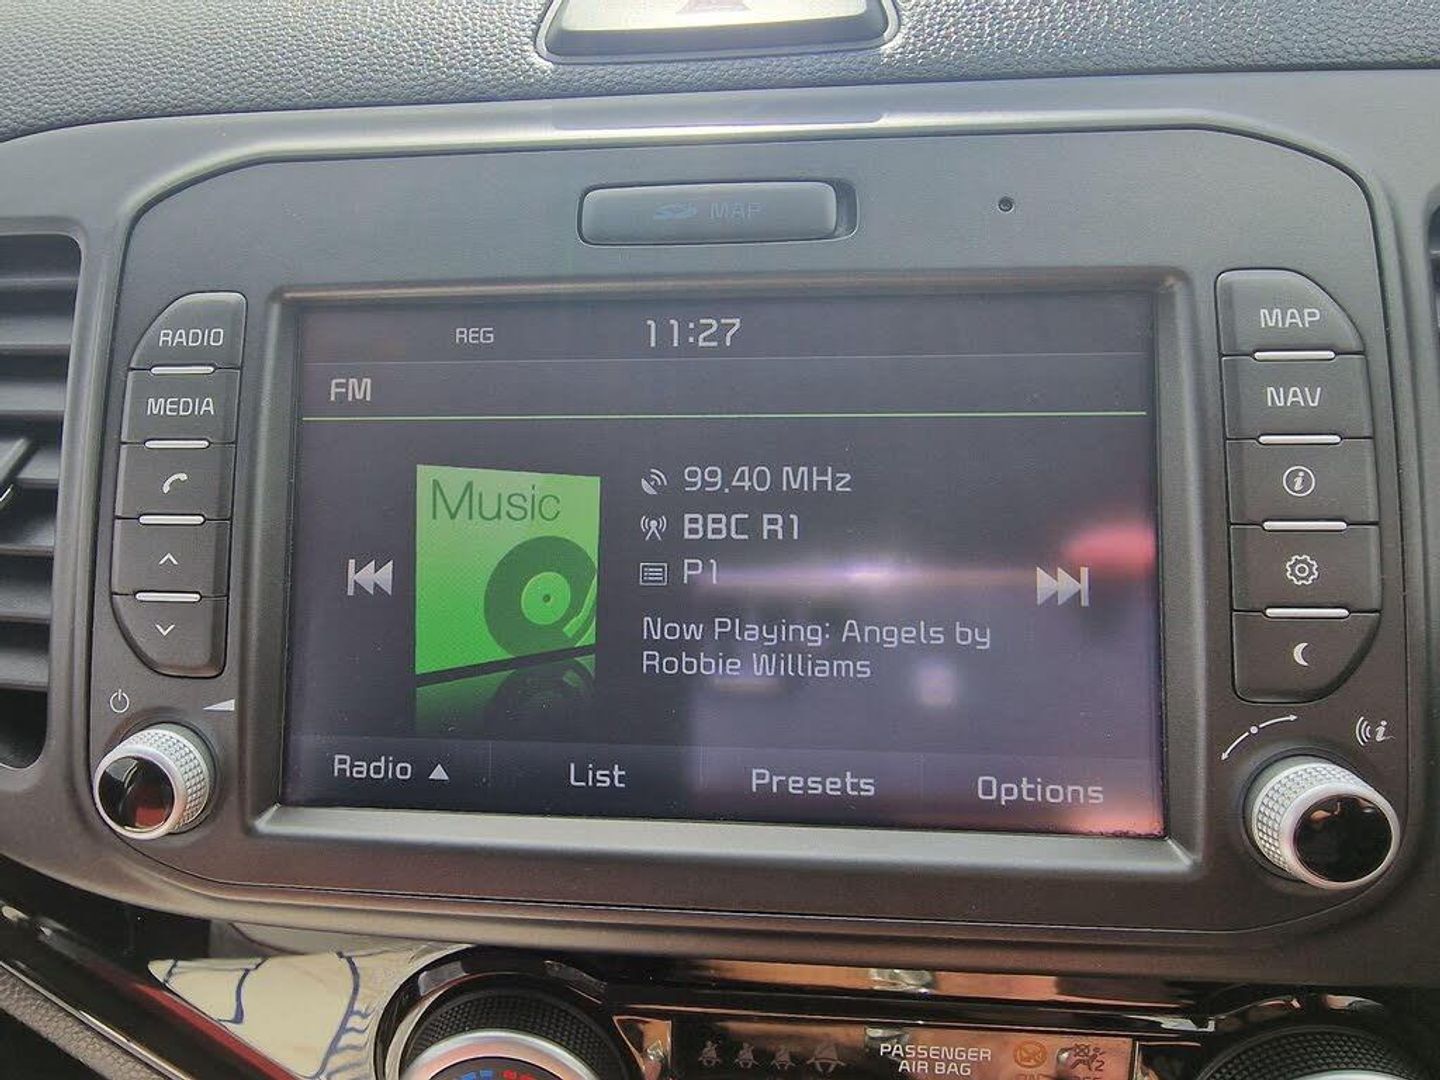 SD MAP
RADIO
MEDIA
MAP
NAV
REG 11:27
FM
Music
99.40 MHz
BBC R1
P1
Now Playing: Angels by
Robbie Williams
Radio ▲ List Presets Options
PASSENGER
AIR BAG